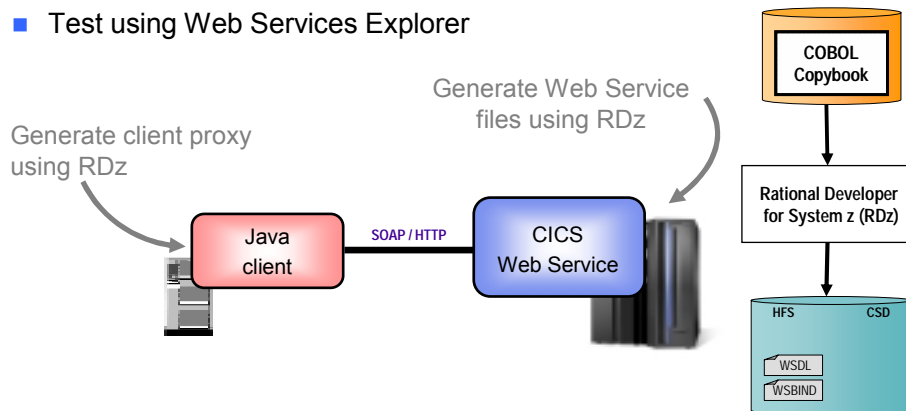 Test using Web Services Explorer
Generate client proxy
using RDz
Generate Web Service
files using RDz
Java
client
SOAP / HTTP
CICS
Web Service
COBOL
Copybook
Rational Developer
for System z (RDz)
HFS CSD
WSDL
WSBIND